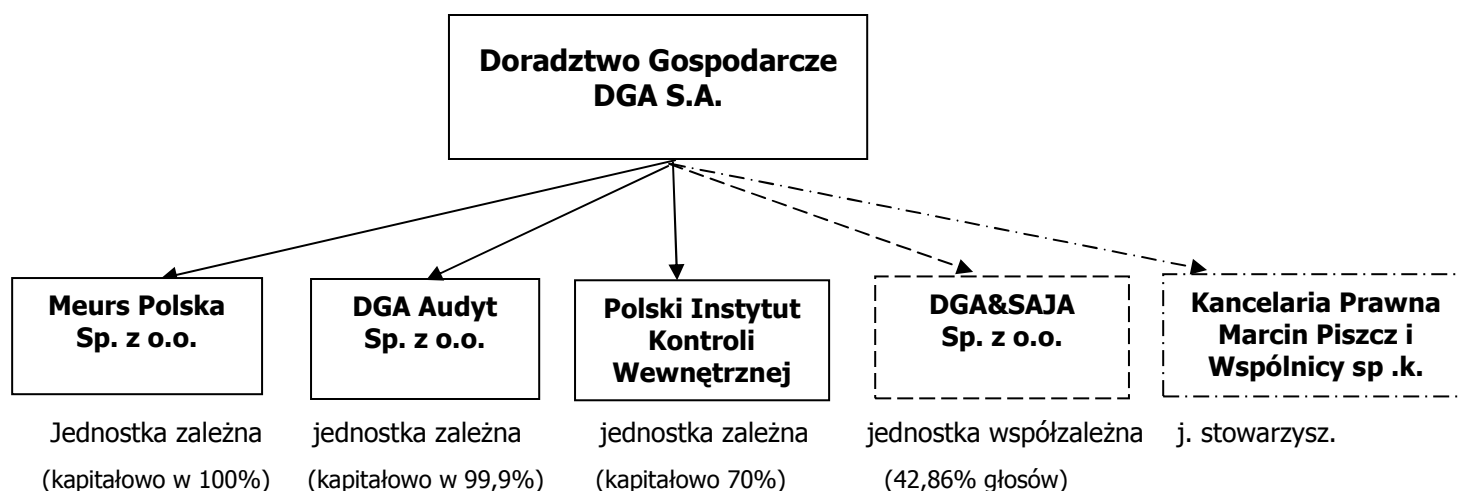 Doradztwo Gospodarcze
DGA S.A.
Meurs Polska
Sp. z o.o.
DGA Audyt
Sp. z o.o.
Polski Instytut
Kontroli
Wewnętrznej
DGA&SAJA
Sp. z o.o.
Kancelaria Prawna
Marcin Piszcz i
Wspólnicy sp .k.
Jednostka zależna
(kapitałowo w 100%)
jednostka zależna
(kapitałowo w 99,9%)
jednostka zależna
(kapitałowo 70%)
jednostka współzależna
(42,86% głosów)
j. stowarzysz.